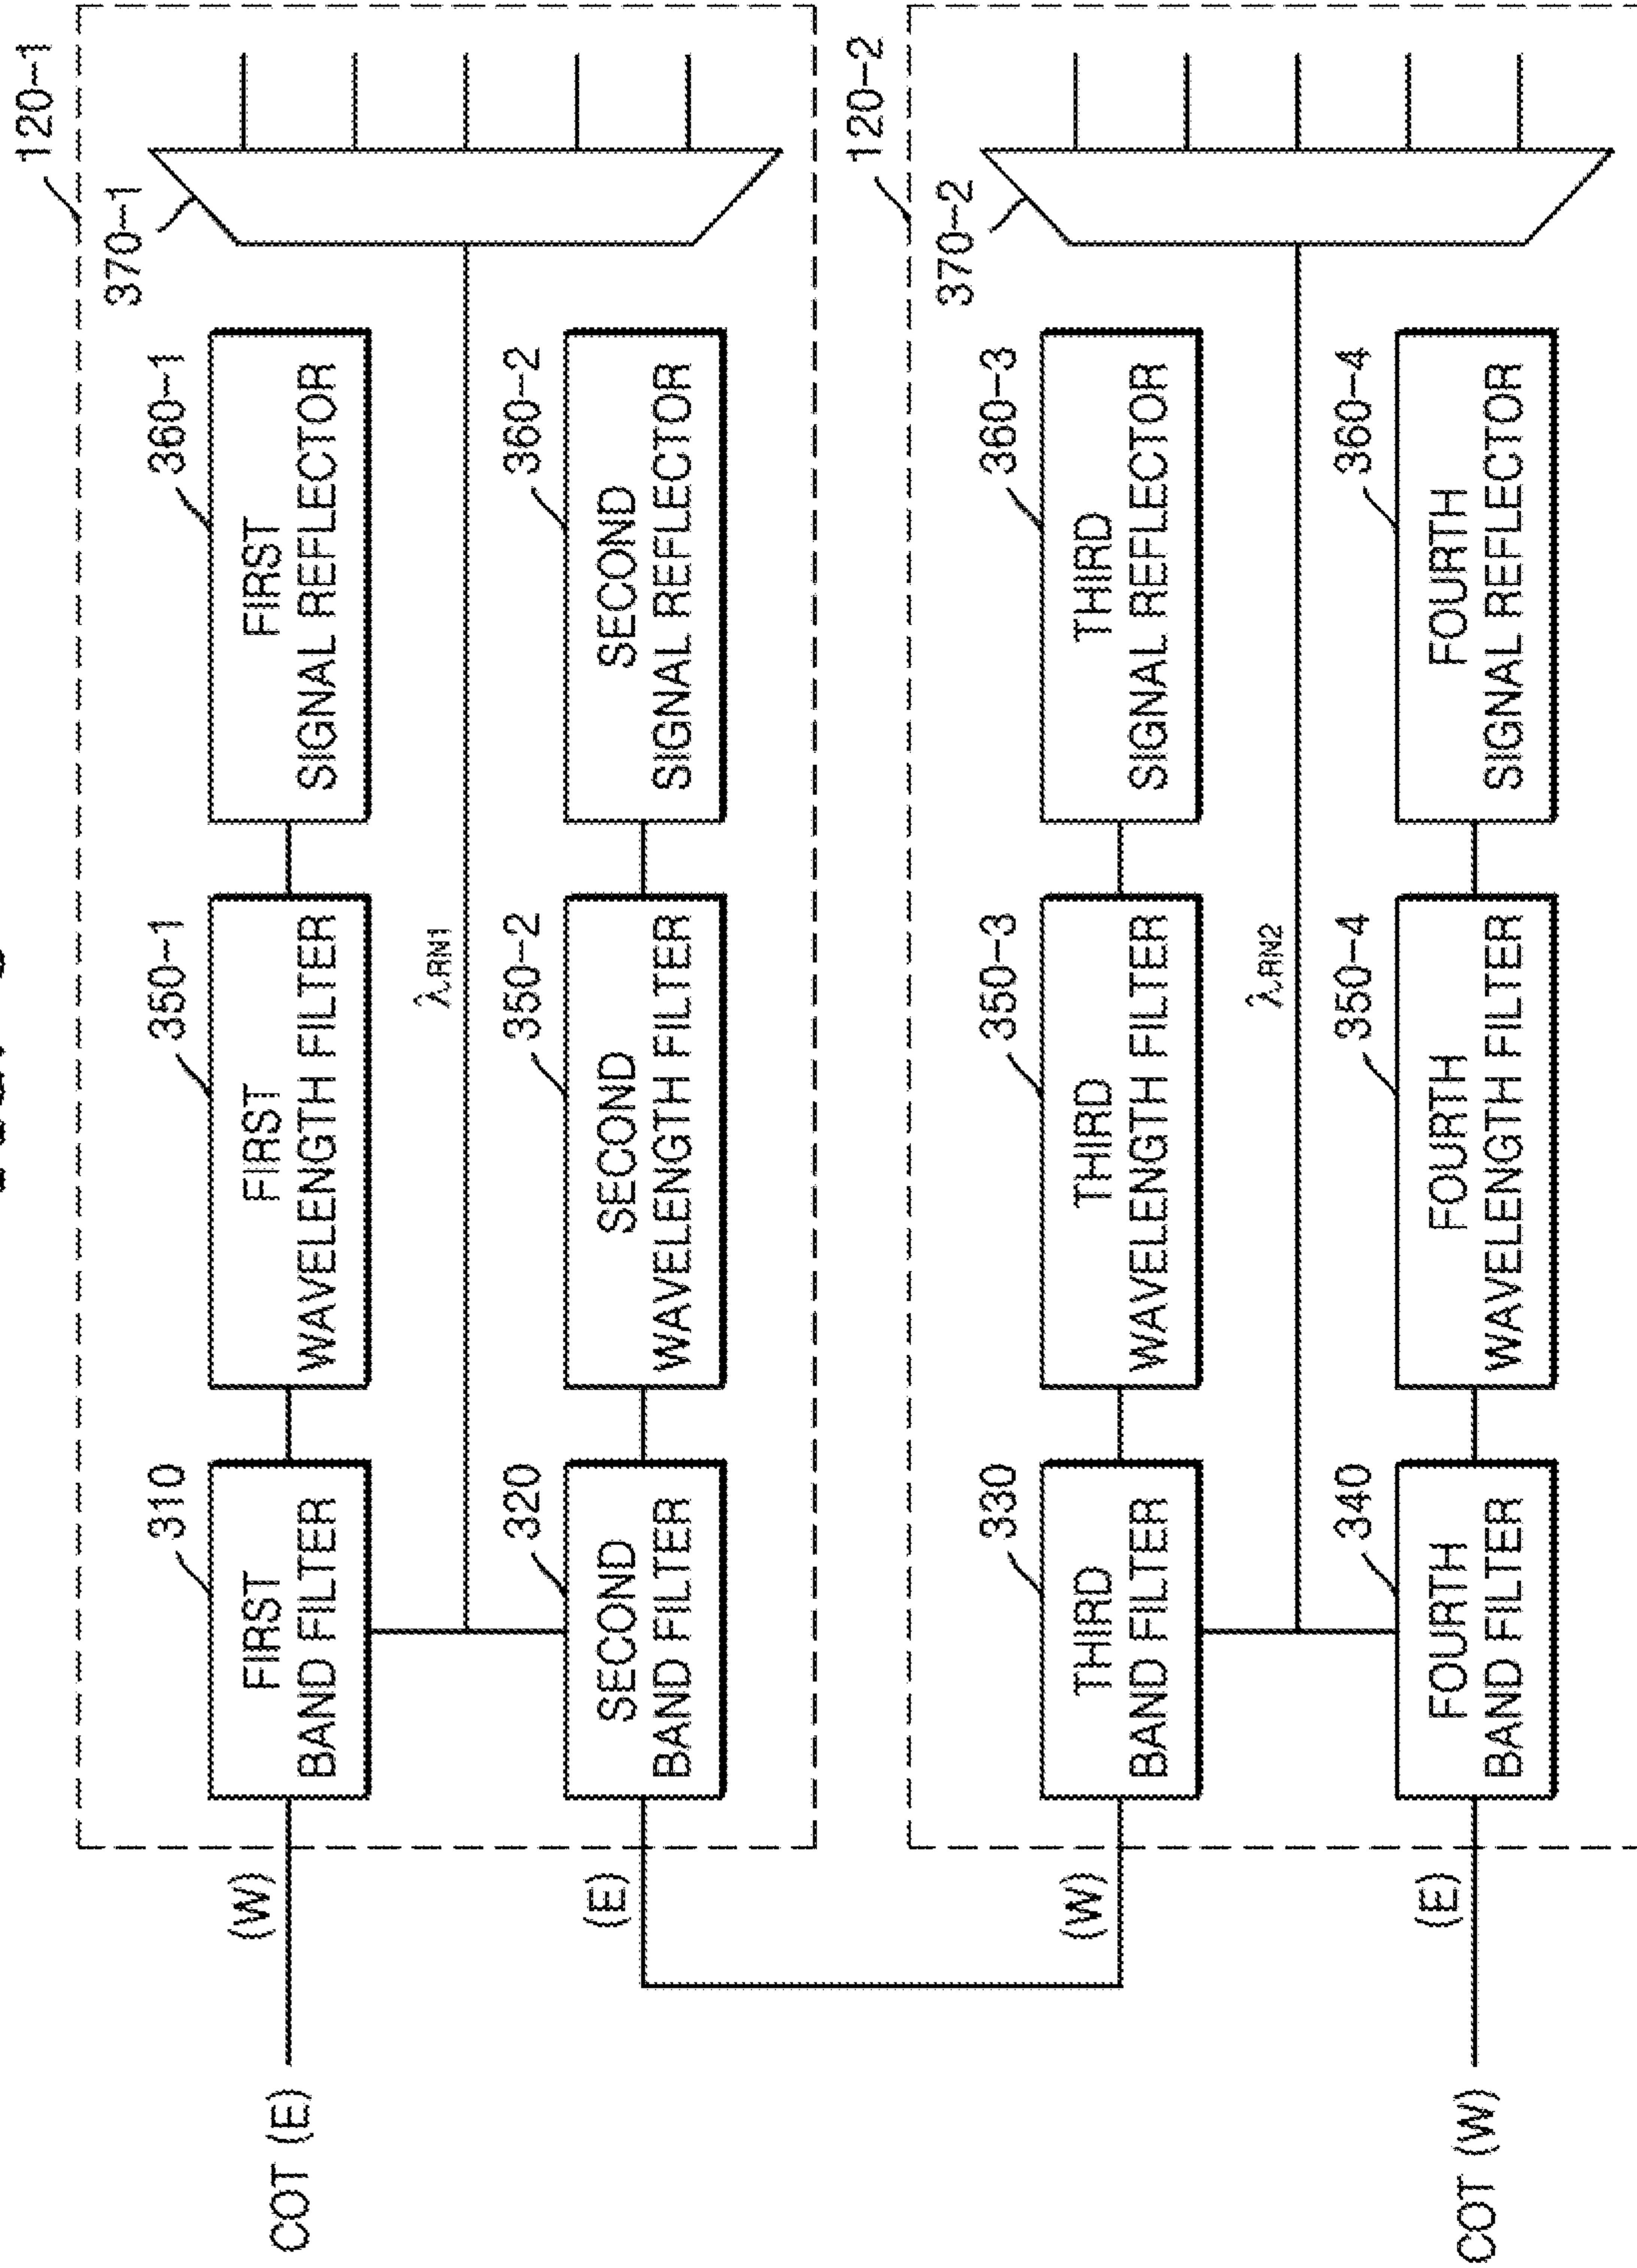 120-1
370-1
310
350-1
360-1
COT (E)
(W)
FIRST
BAND FILTER
FIRST
WAVELENGTH FILTER
FIRST
SIGNAL REFLECTOR
λRN1
320
350-2
360-2
(E)
SECOND
BAND FILTER
SECOND
WAVELENGTH FILTER
SECOND
SIGNAL REFLECTOR
120-2
370-2
330
350-3
360-3
(W)
THIRD
BAND FILTER
THIRD
WAVELENGTH FILTER
THIRD
SIGNAL REFLECTOR
λRN2
340
350-4
360-4
COT (W)
(E)
FOURTH
BAND FILTER
FOURTH
WAVELENGTH FILTER
FOURTH
SIGNAL REFLECTOR